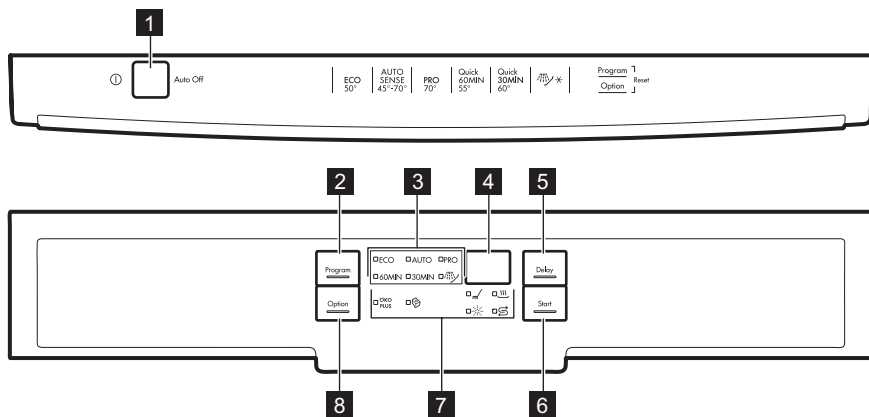 1
Auto Off
ECO
50°
AUTO
SENSE
45°-70°
PRO
70°
Quick
60MIN
55°
Quick
30MIN
60°
Program
Option
Reset
2
3
4
5
Program
ECO AUTO PRO
60MIN 30MIN
Delay
Option
ÖKO
PLUS
Start
8
7
6